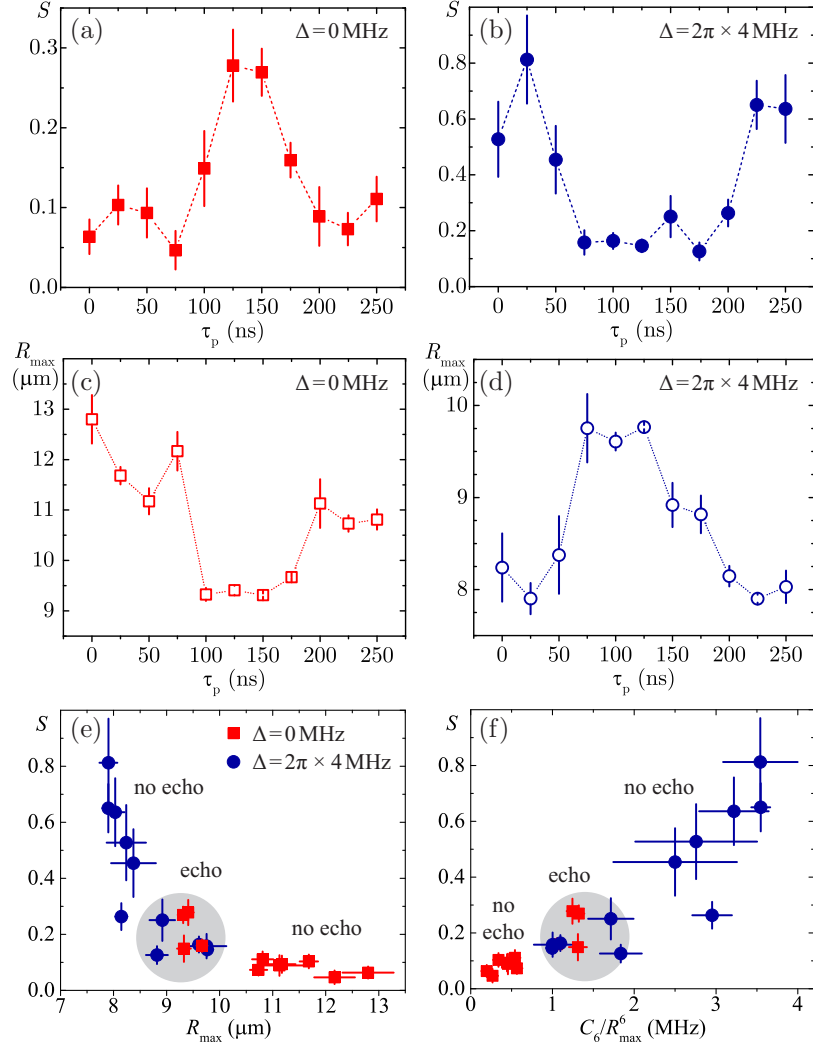 S
(a)
Δ = 0 MHz
0.3
0.2
0.1
0.0
0 50 100 150 200 250
τp (ns)
S
(b)
Δ = 2π × 4 MHz
0.8
0.6
0.4
0.2
0.0
0 50 100 150 200 250
τp (ns)
Rmax
(μm)
(c)
Δ = 0 MHz
13
12
11
10
9
0 50 100 150 200 250
τp (ns)
Rmax
(μm)
(d)
Δ = 2π × 4 MHz
10
9
8
0 50 100 150 200 250
τp (ns)
S
(e)
Δ = 0 MHz
Δ = 2π × 4 MHz
no echo
echo
no echo
0.8
0.6
0.4
0.2
0.0
7 8 9 10 11 12 13
Rmax (μm)
S
(f)
no echo
echo
no
echo
0.8
0.6
0.4
0.2
0.0
0 1 2 3 4
C6/R6max (MHz)